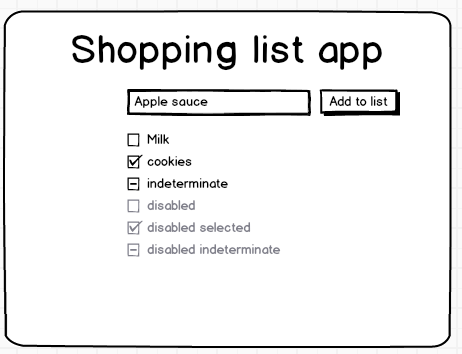 Shopping list app
Apple sauce
Add to list
Milk
cookies
indeterminate
disabled
disabled selected
disabled indeterminate